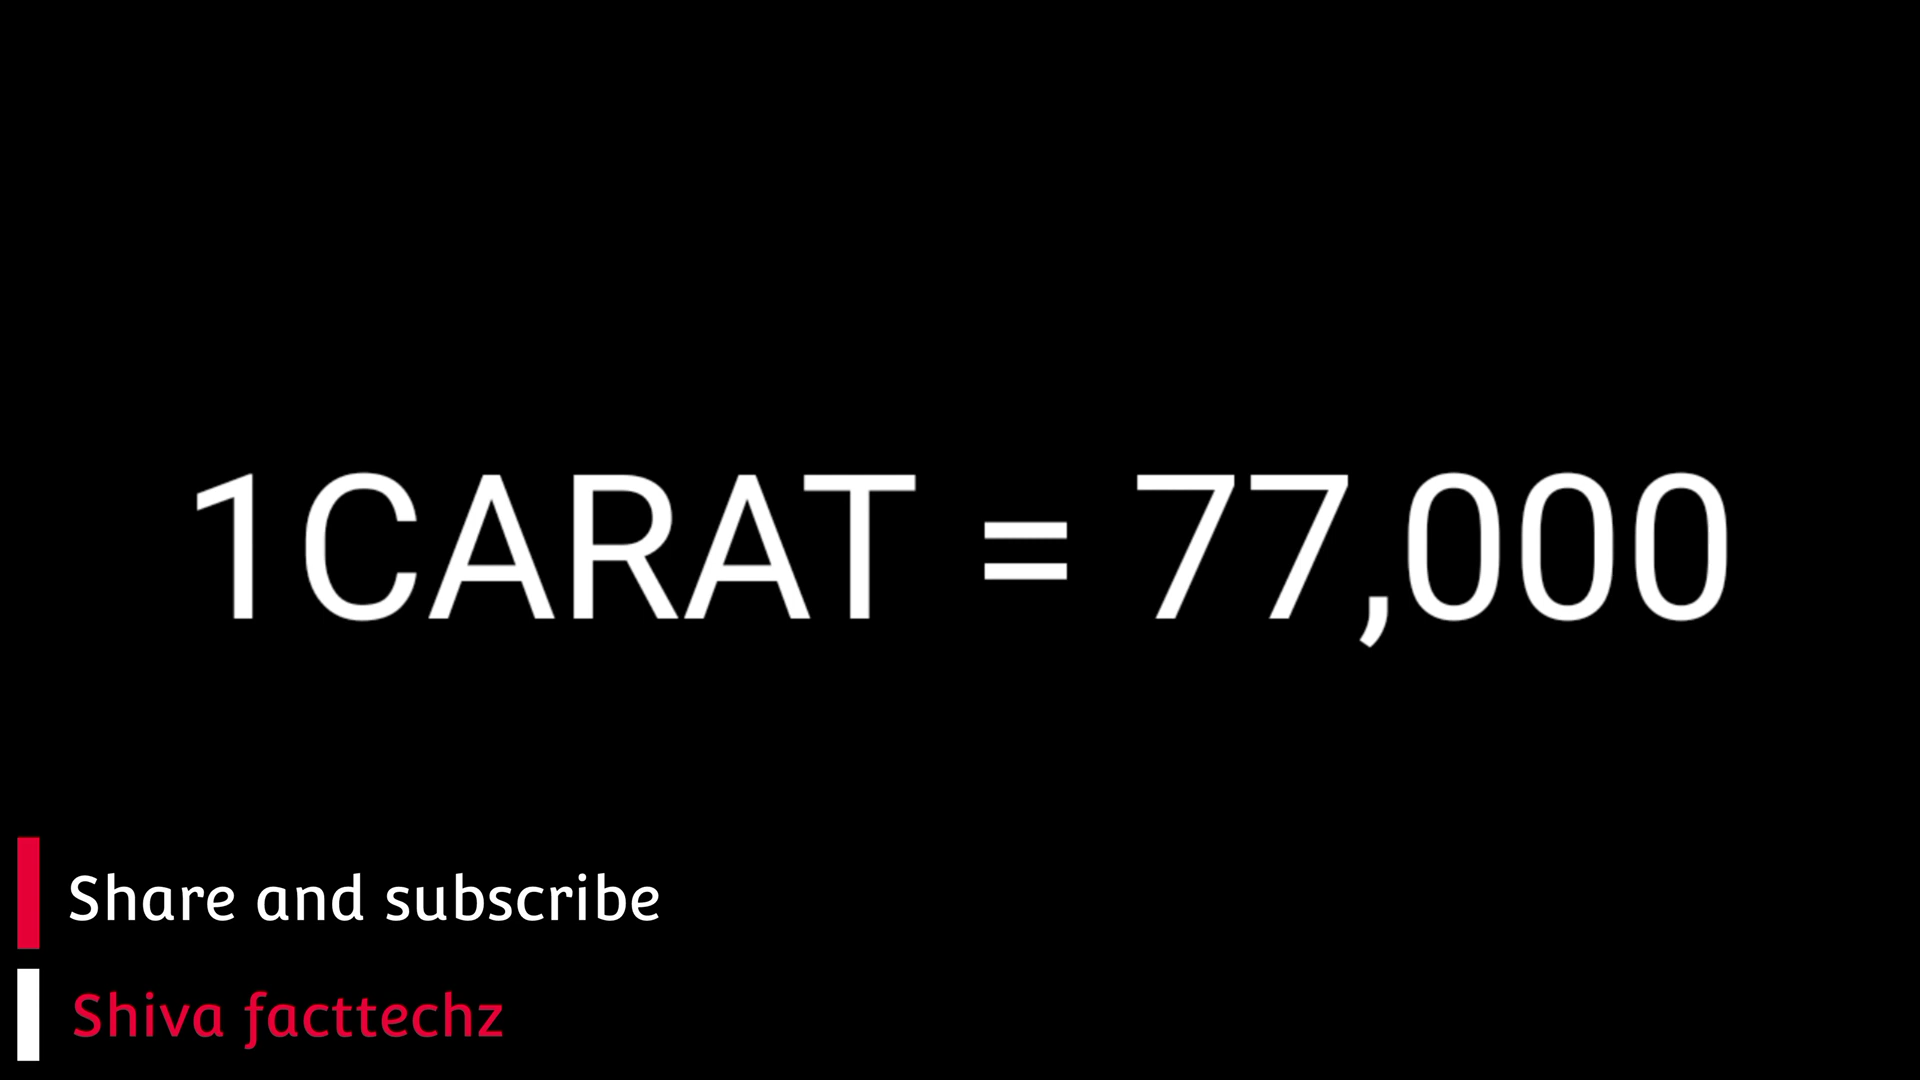 1CARAT = 77,000
Share and subscribe
Shiva facttechz